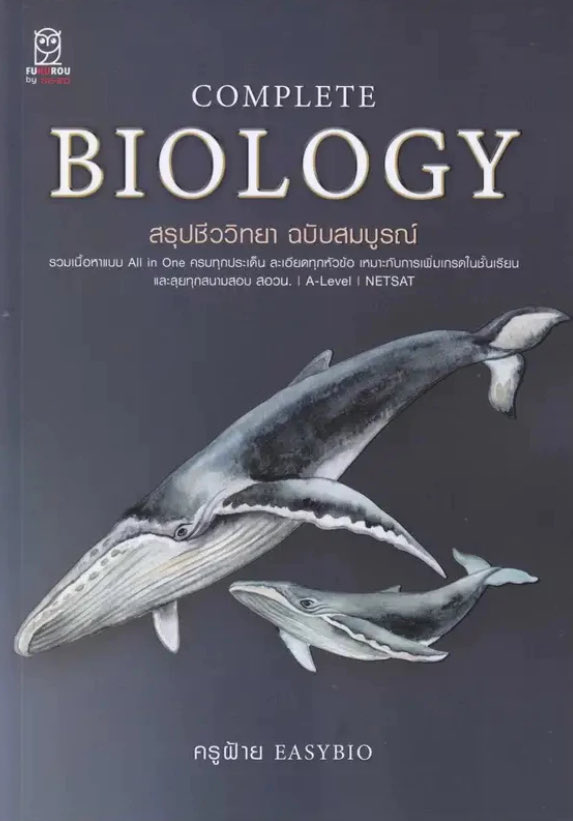 FUKUROU
by SE-ED
COMPLETE
BIOLOGY
สรุปชีววิทยา ฉบับสมบูรณ์
รวมเนื้อหาแบบ All in One ครบทุกประเด็น ละเอียดทุกหัวข้อ เหมาะกับการเพิ่มเกรดในชั้นเรียน
และลุยทุกสนามสอบ สอวน. | A-Level | NETSAT
ครูฝ้าย EASYBIO